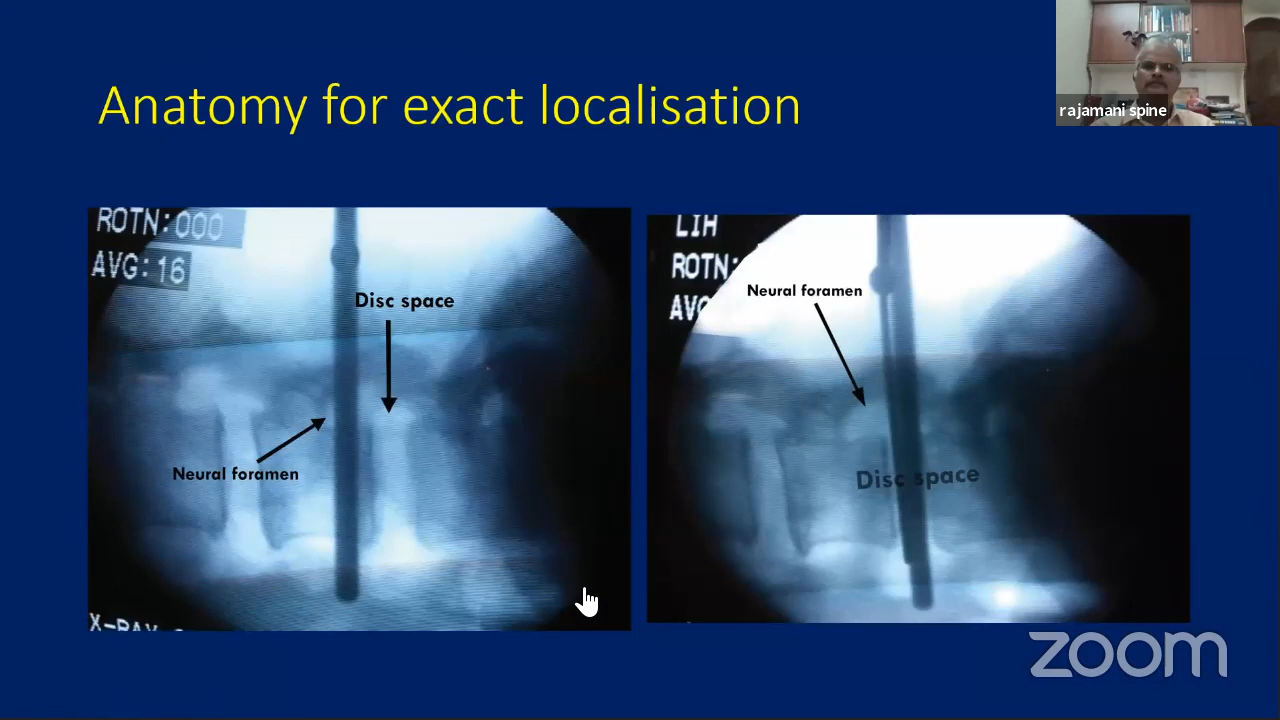 Anatomy for exact localisation
rajamani spine
ROTN:000
AVG:16
Disc space
Neural foramen
LIH
ROTN:
Neural foramen
Disc space
zoom